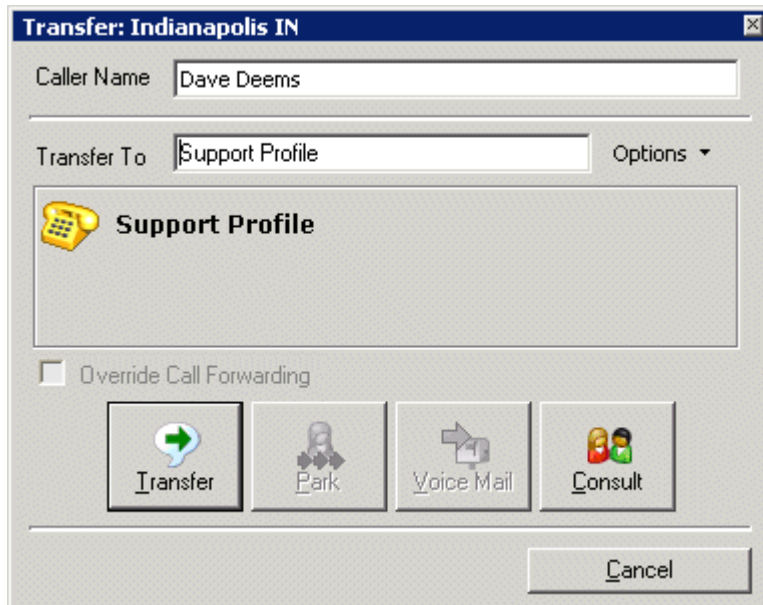 Transfer: Indianapolis IN
Caller Name Dave Deems
Transfer To Support Profile Options
Support Profile
Override Call Forwarding
Transfer Park Voice Mail Consult
Cancel